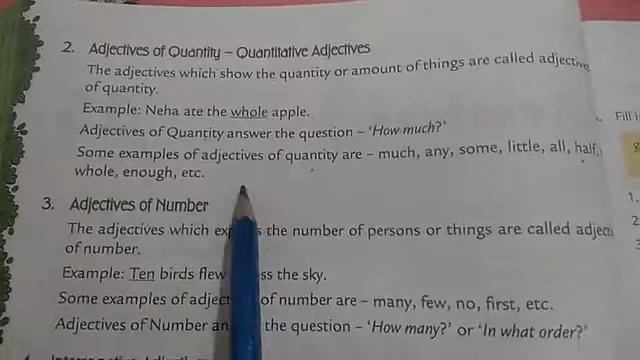 2. Adjectives of Quantity – Quantitative Adjectives
The adjectives which show the quantity or amount of things are called adjective
of quantity.
Example: Neha ate the whole apple.
Adjectives of Quantity answer the question – 'How much?'
Some examples of adjectives of quantity are – much, any, some, little, all, half,
whole, enough, etc.
3. Adjectives of Number
The adjectives which the number of persons or things are called
of number.
Example: Ten birds flew the sky.
Some examples of of number are – many, few, no, first, etc.
Adjectives of Number the question – 'How many?' or 'In what order?'
Fill
1.
2
3